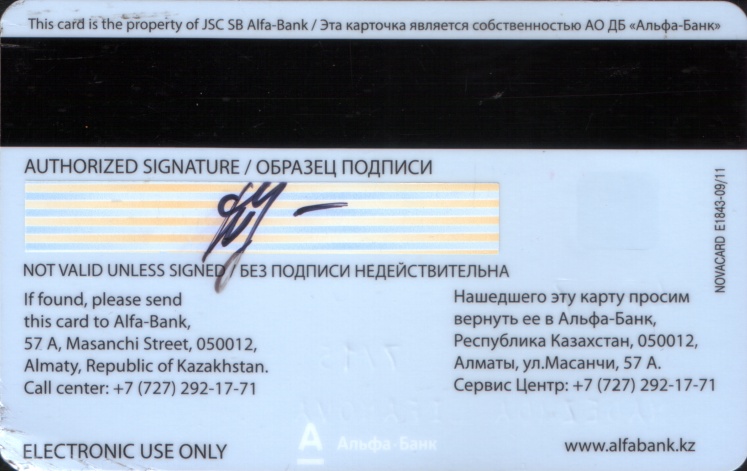 This card is the property of JSC SB Alfa-Bank / Эта карточка является собственностью АО ДБ «Альфа-Банк»
AUTHORIZED SIGNATURE / ОБРАЗЕЦ ПОДПИСИ
NOT VALID UNLESS SIGNED / БЕЗ ПОДПИСИ НЕДЕЙСТВИТЕЛЬНА
NOVACARD E1843-09/11
If found, please send
this card to Alfa-Bank,
57 A, Masanchi Street, 050012,
Almaty, Republic of Kazakhstan.
Call center: +7 (727) 292-17-71
Нашедшего эту карту просим
вернуть ее в Альфа-Банк,
Республика Казахстан, 050012,
Алматы, ул.Масанчи, 57 А.
Сервис Центр: +7 (727) 292-17-71
ELECTRONIC USE ONLY
А Альфа·Банк
www.alfabank.kz